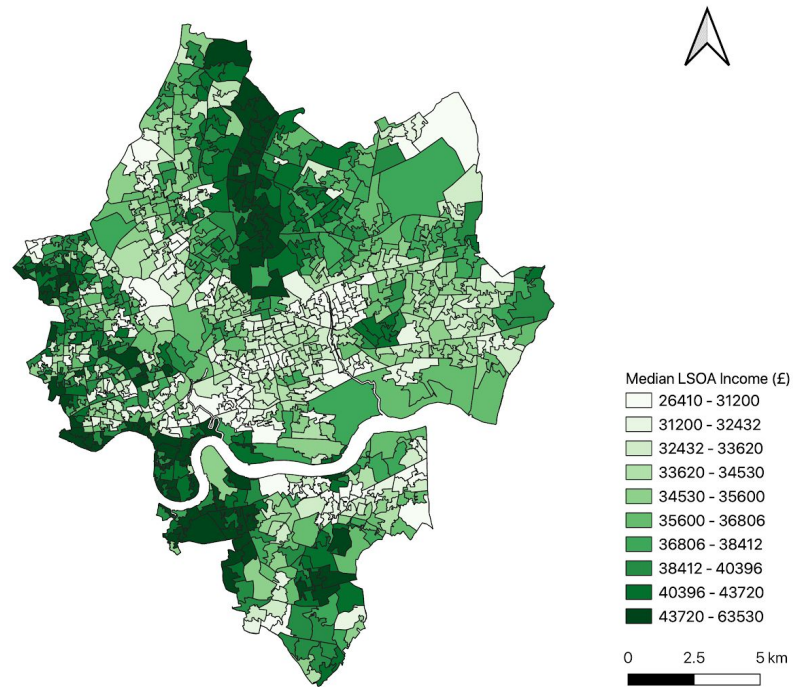 Median LSOA Income (£)
26410 - 31200
31200 - 32432
32432 - 33620
33620 - 34530
34530 - 35600
35600 - 36806
36806 - 38412
38412 - 40396
40396 - 43720
43720 - 63530
0 2.5 5 km